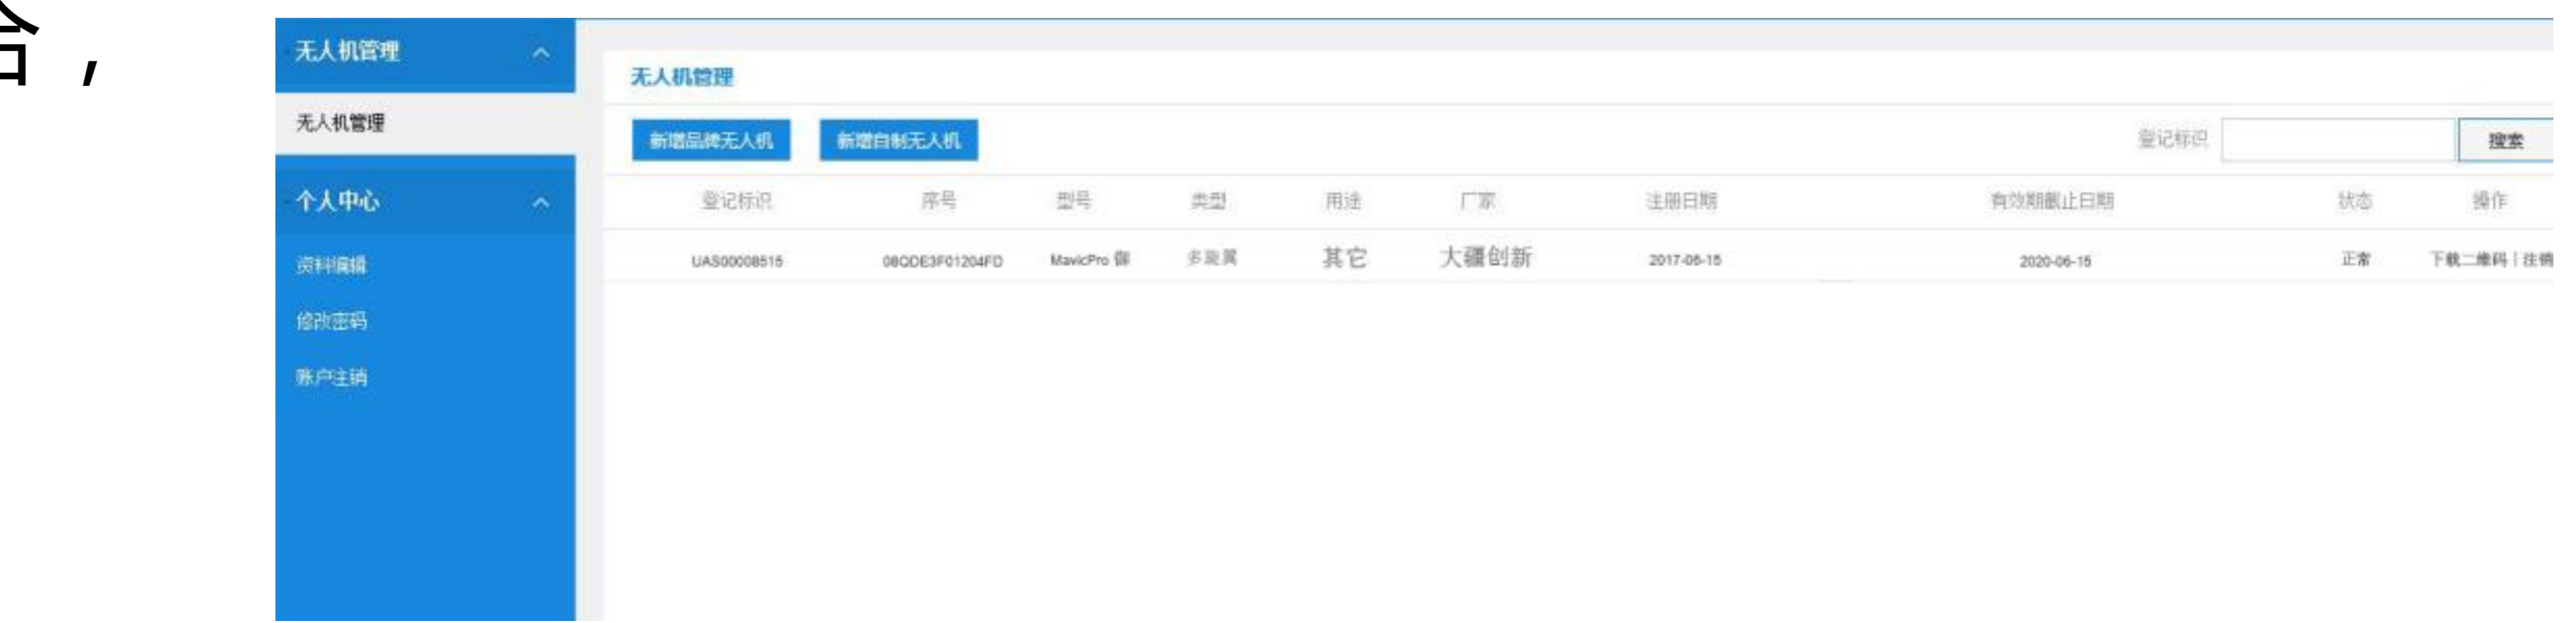 合，
无人机管理
无人机管理
个人中心
资料编辑
修改密码
账户注销
无人机管理
新增品牌无人机 新增自制无人机 登记标识 搜索
登记标识 序号 型号 类型 用途 厂家 注册日期 有效期截止日期 状态 操作
UAS00008515 08QDE3F01204FD MavicPro 御 多旋翼 其它 大疆创新 2017-06-15 2020-06-15 正常 下载二维码 | 注销